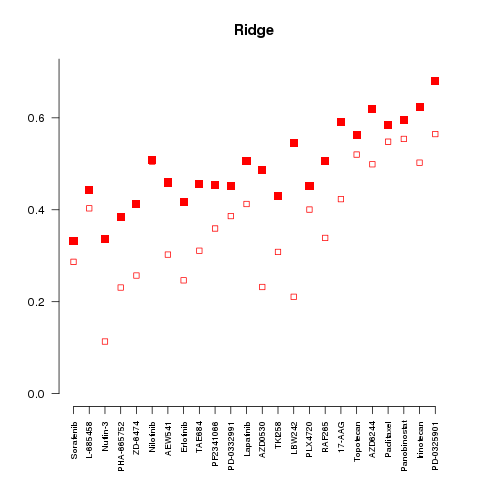 Ridge
0.6
0.4
0.2
0.0
Sorafenib
L-685458
Nutlin-3
PHA-665752
ZD-6474
Nilotinib
AEW541
Erlotinib
TAE684
PF2341066
PD-0332991
Lapatinib
AZD0530
TKI258
LBW242
PLX4720
RAF265
17-AAG
Topotecan
AZD6244
Paclitaxel
Panobinostat
Irinotecan
PD-0325901